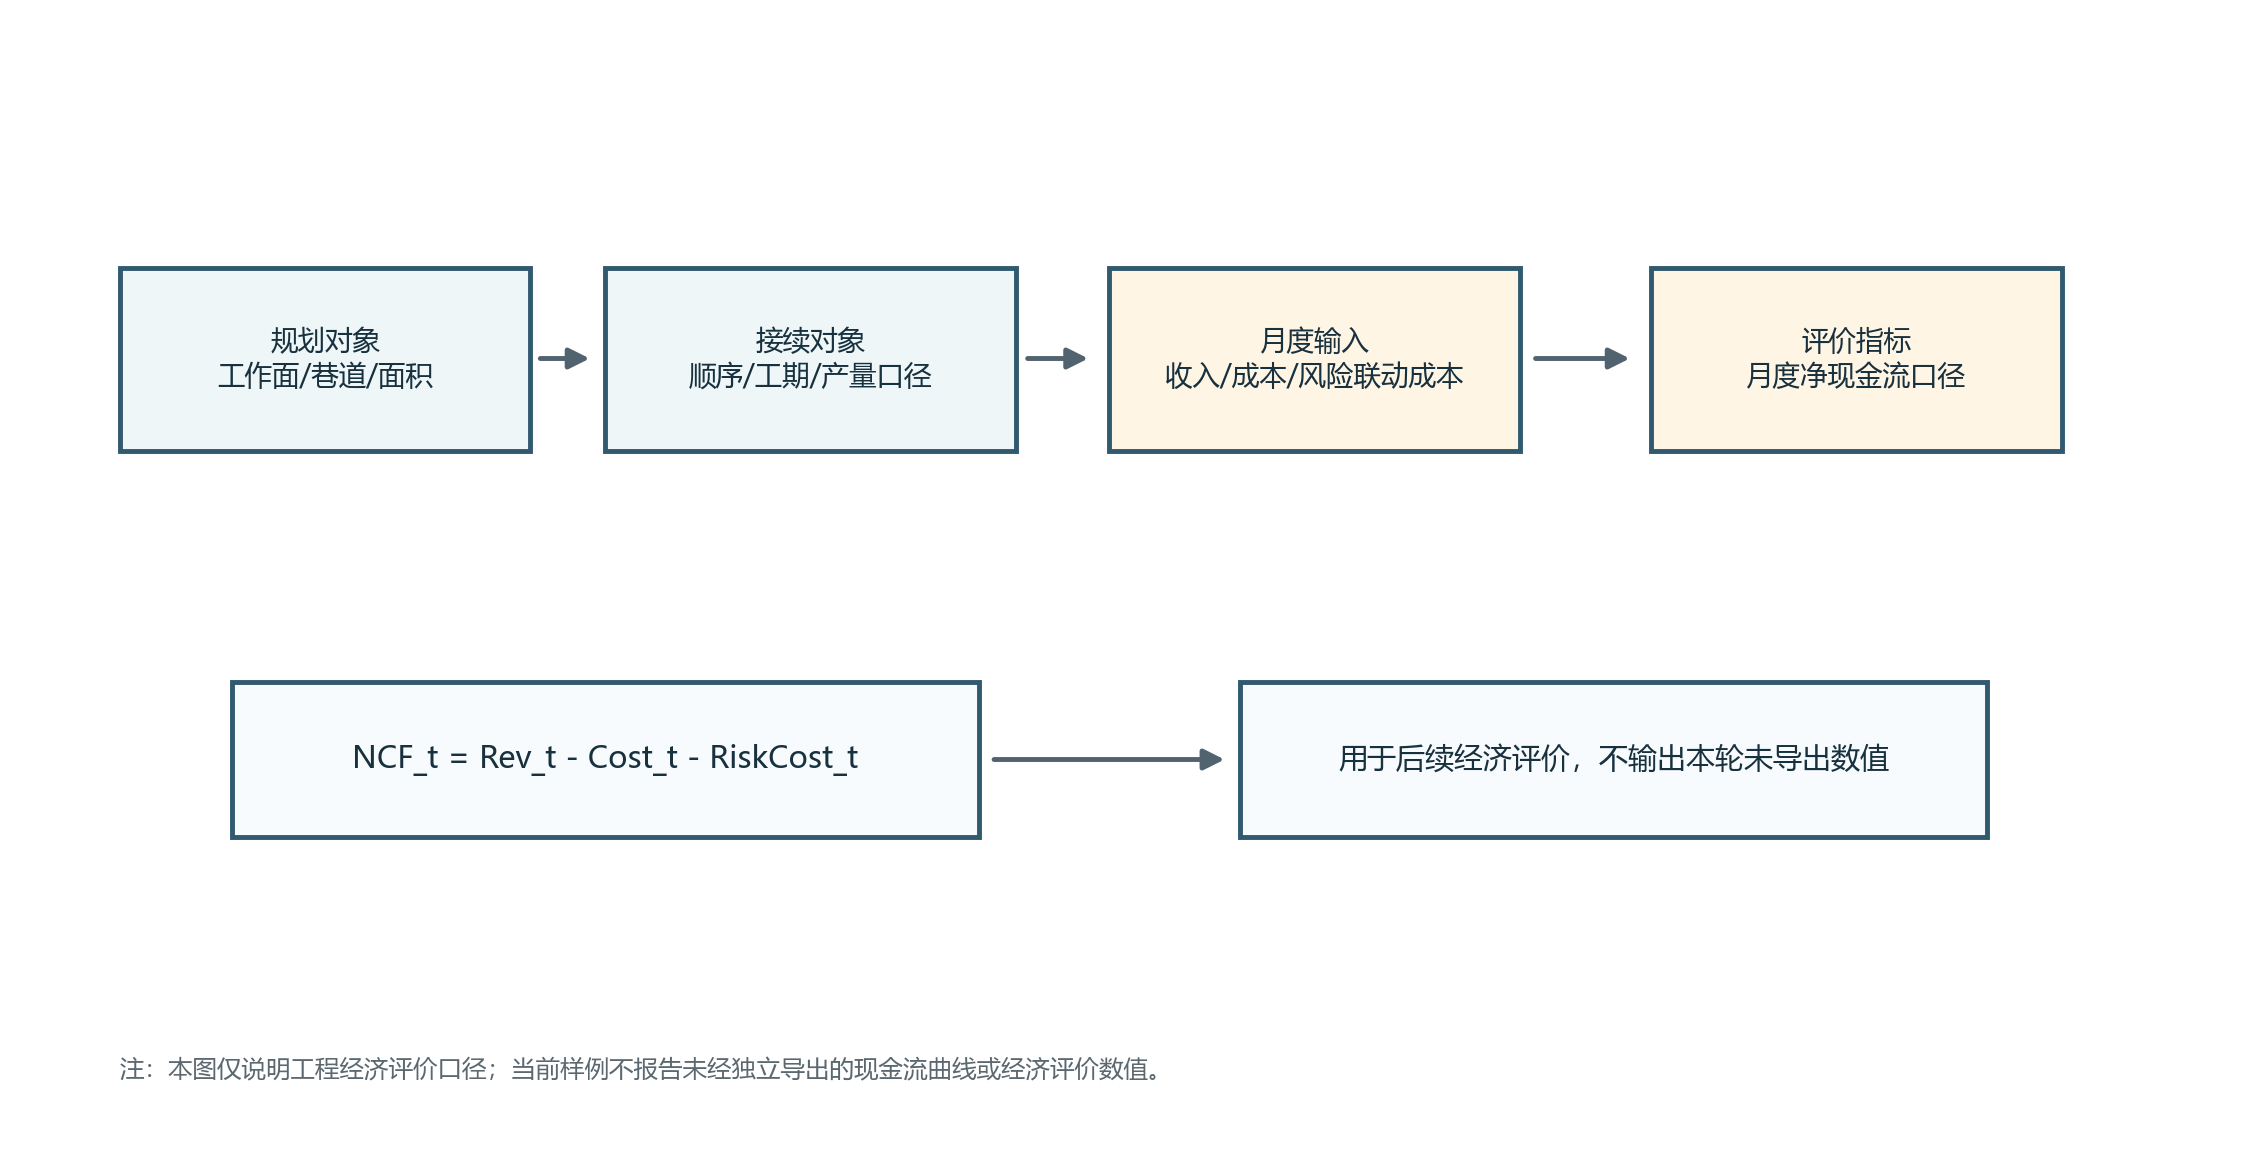 规划对象
工作面/巷道/面积
接续对象
顺序/工期/产量口径
月度输入
收入/成本/风险联动成本
评价指标
月度净现金流口径
NCF_t = Rev_t - Cost_t - RiskCost_t
用于后续经济评价，不输出本轮未导出数值
注：本图仅说明工程经济评价口径；当前样例不报告未经独立导出的现金流曲线或经济评价数值。